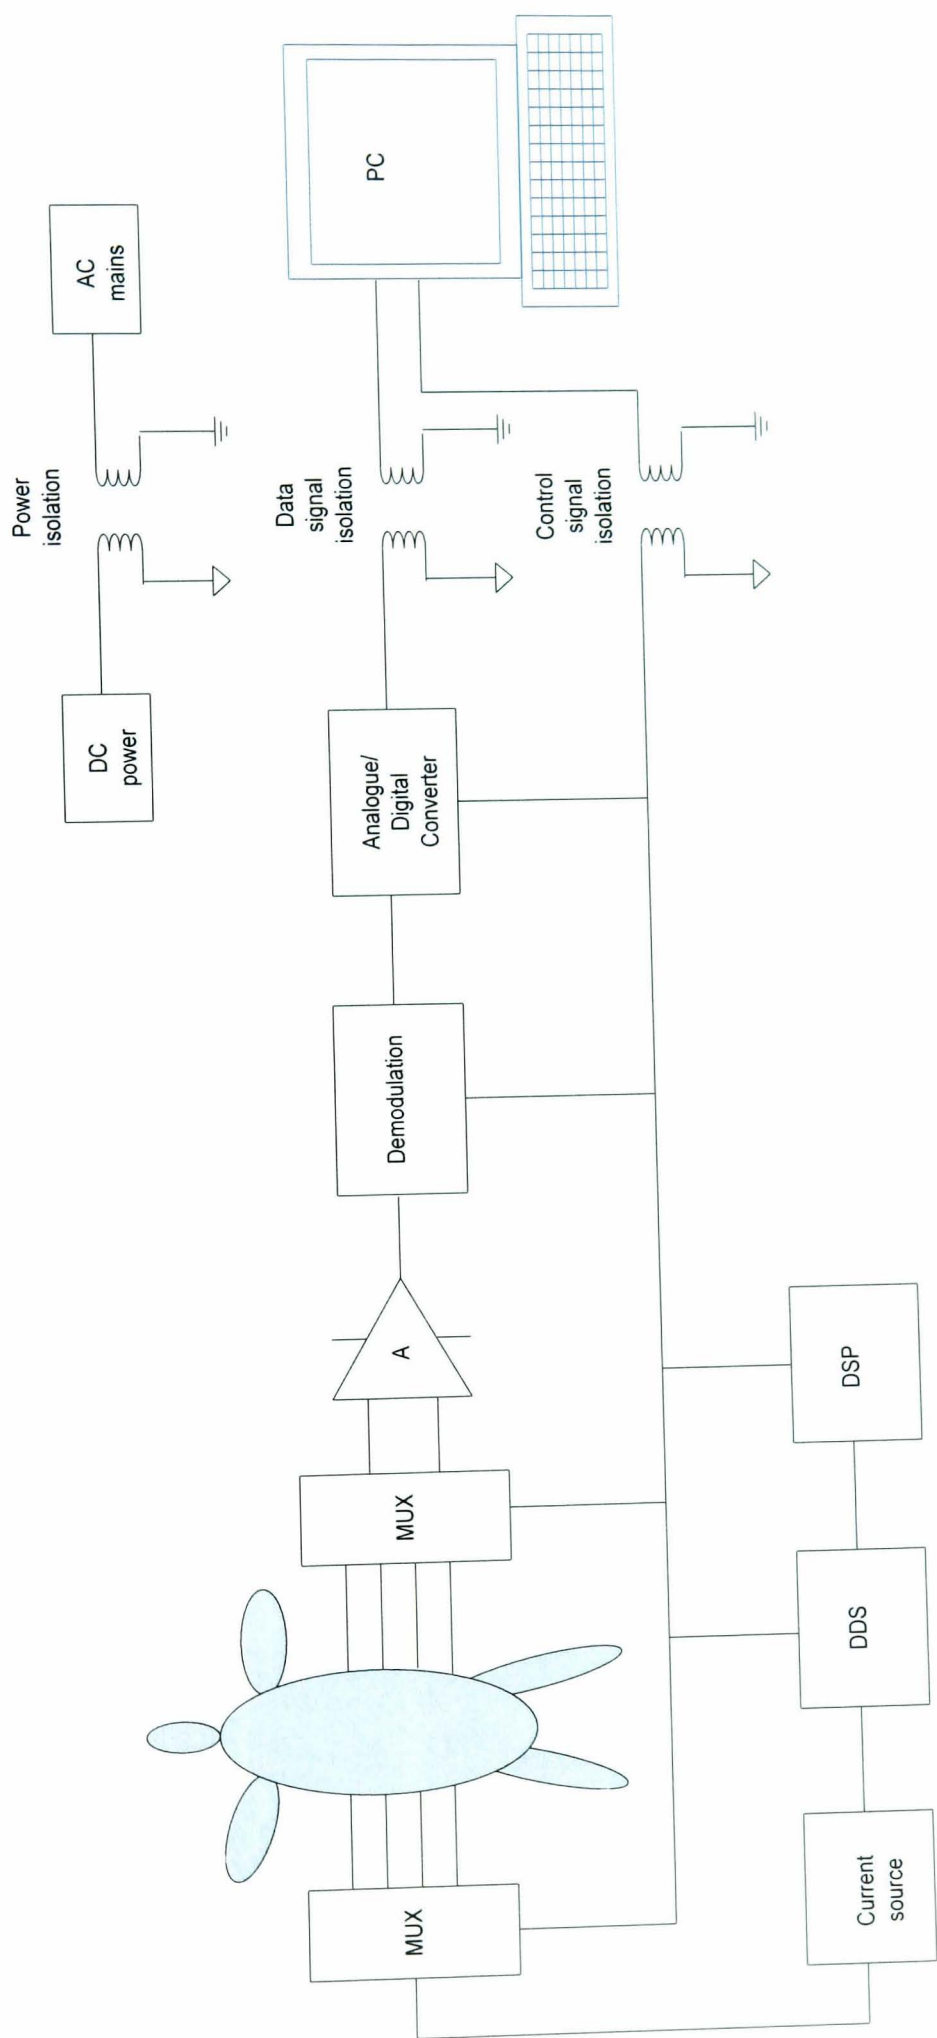 AC
mains
Power
isolation
DC
power
PC
Data
signal
isolation
Control
signal
isolation
Analogue/
Digital
Converter
Demodulation
A
MUX
MUX
DSP
DDS
Current
source